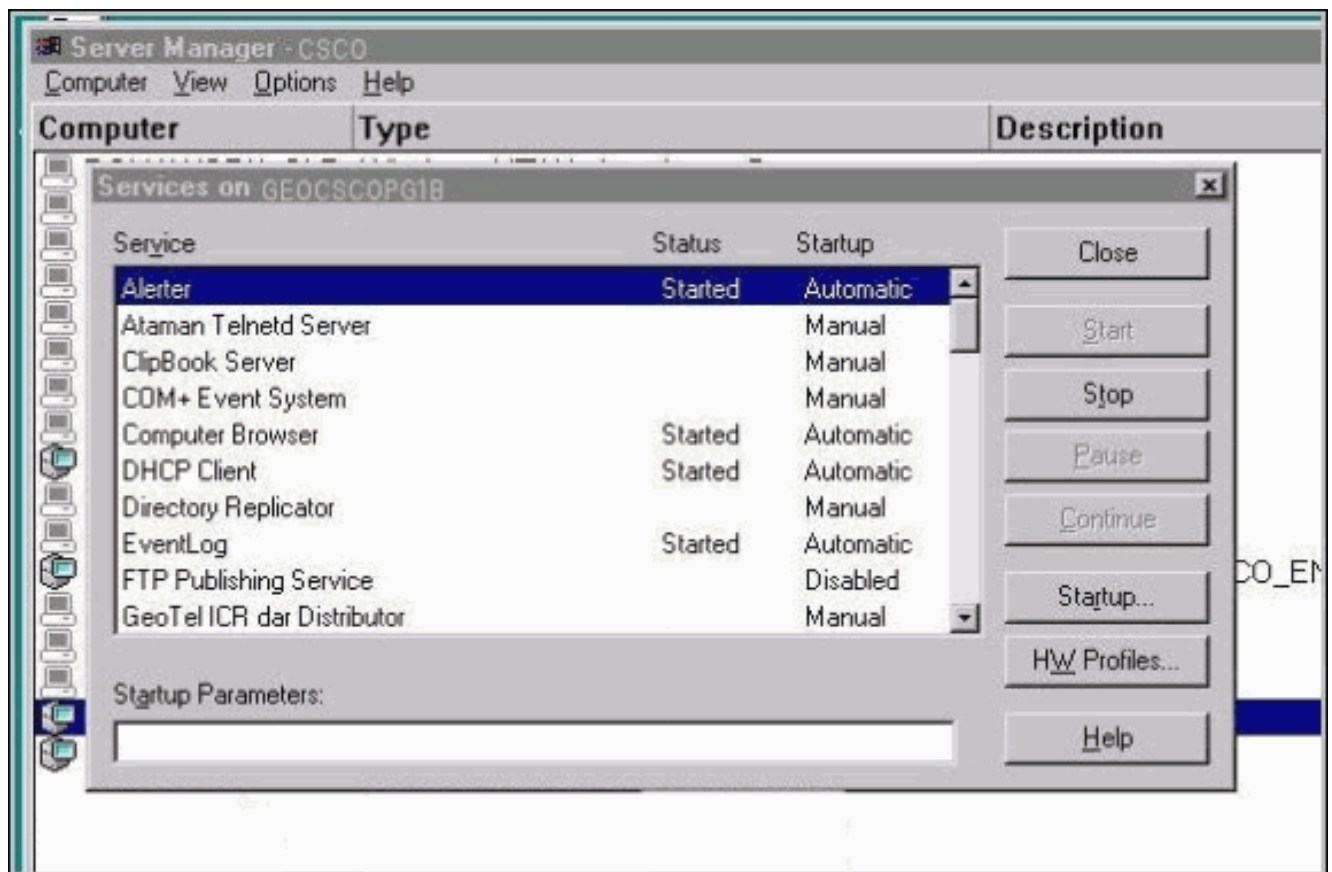 Server Manager - CSCO
Computer View Options Help
Computer Type Description
Services on GEOCSCOPG1B
Service Status Startup
Alerter Started Automatic
Ataman Telnetd Server Manual
ClipBook Server Manual
COM+ Event System Manual
Computer Browser Started Automatic
DHCP Client Started Automatic
Directory Replicator Manual
EventLog Started Automatic
FTP Publishing Service Disabled
GeoTel ICR dar Distributor Manual
Startup Parameters:
Close
Start
Stop
Pause
Continue
Startup...
HW Profiles...
Help
CO_EN